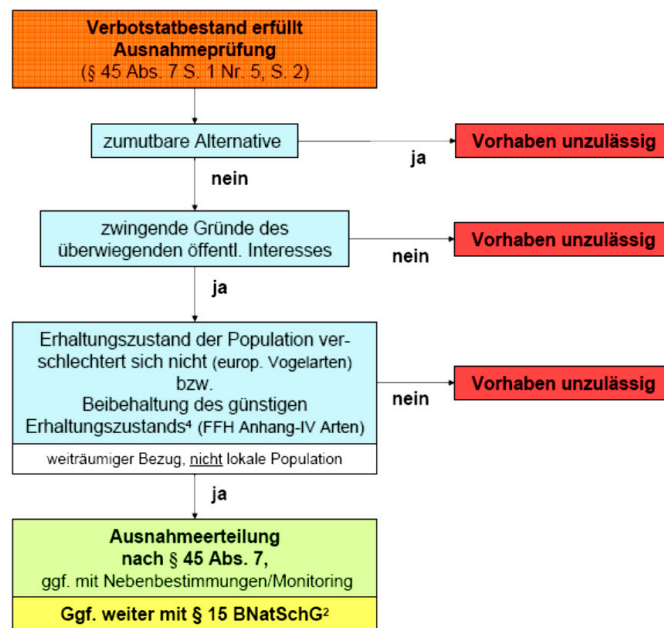 Verbotstatbestand erfüllt
Ausnahmeprüfung
(§ 45 Abs. 7 S. 1 Nr. 5, S. 2)
zumutbare Alternative
ja
Vorhaben unzulässig
nein
zwingende Gründe des
überwiegenden öffentl. Interesses
nein
Vorhaben unzulässig
ja
Erhaltungszustand der Population ver-
schlechtert sich nicht (europ. Vogelarten)
bzw.
Beibehaltung des günstigen
Erhaltungszustands⁴ (FFH Anhang-IV Arten)
nein
Vorhaben unzulässig
weiträumiger Bezug, nicht lokale Population
ja
Ausnahmeerteilung
nach § 45 Abs. 7,
ggf. mit Nebenbestimmungen/Monitoring
Ggf. weiter mit § 15 BNatSchG²